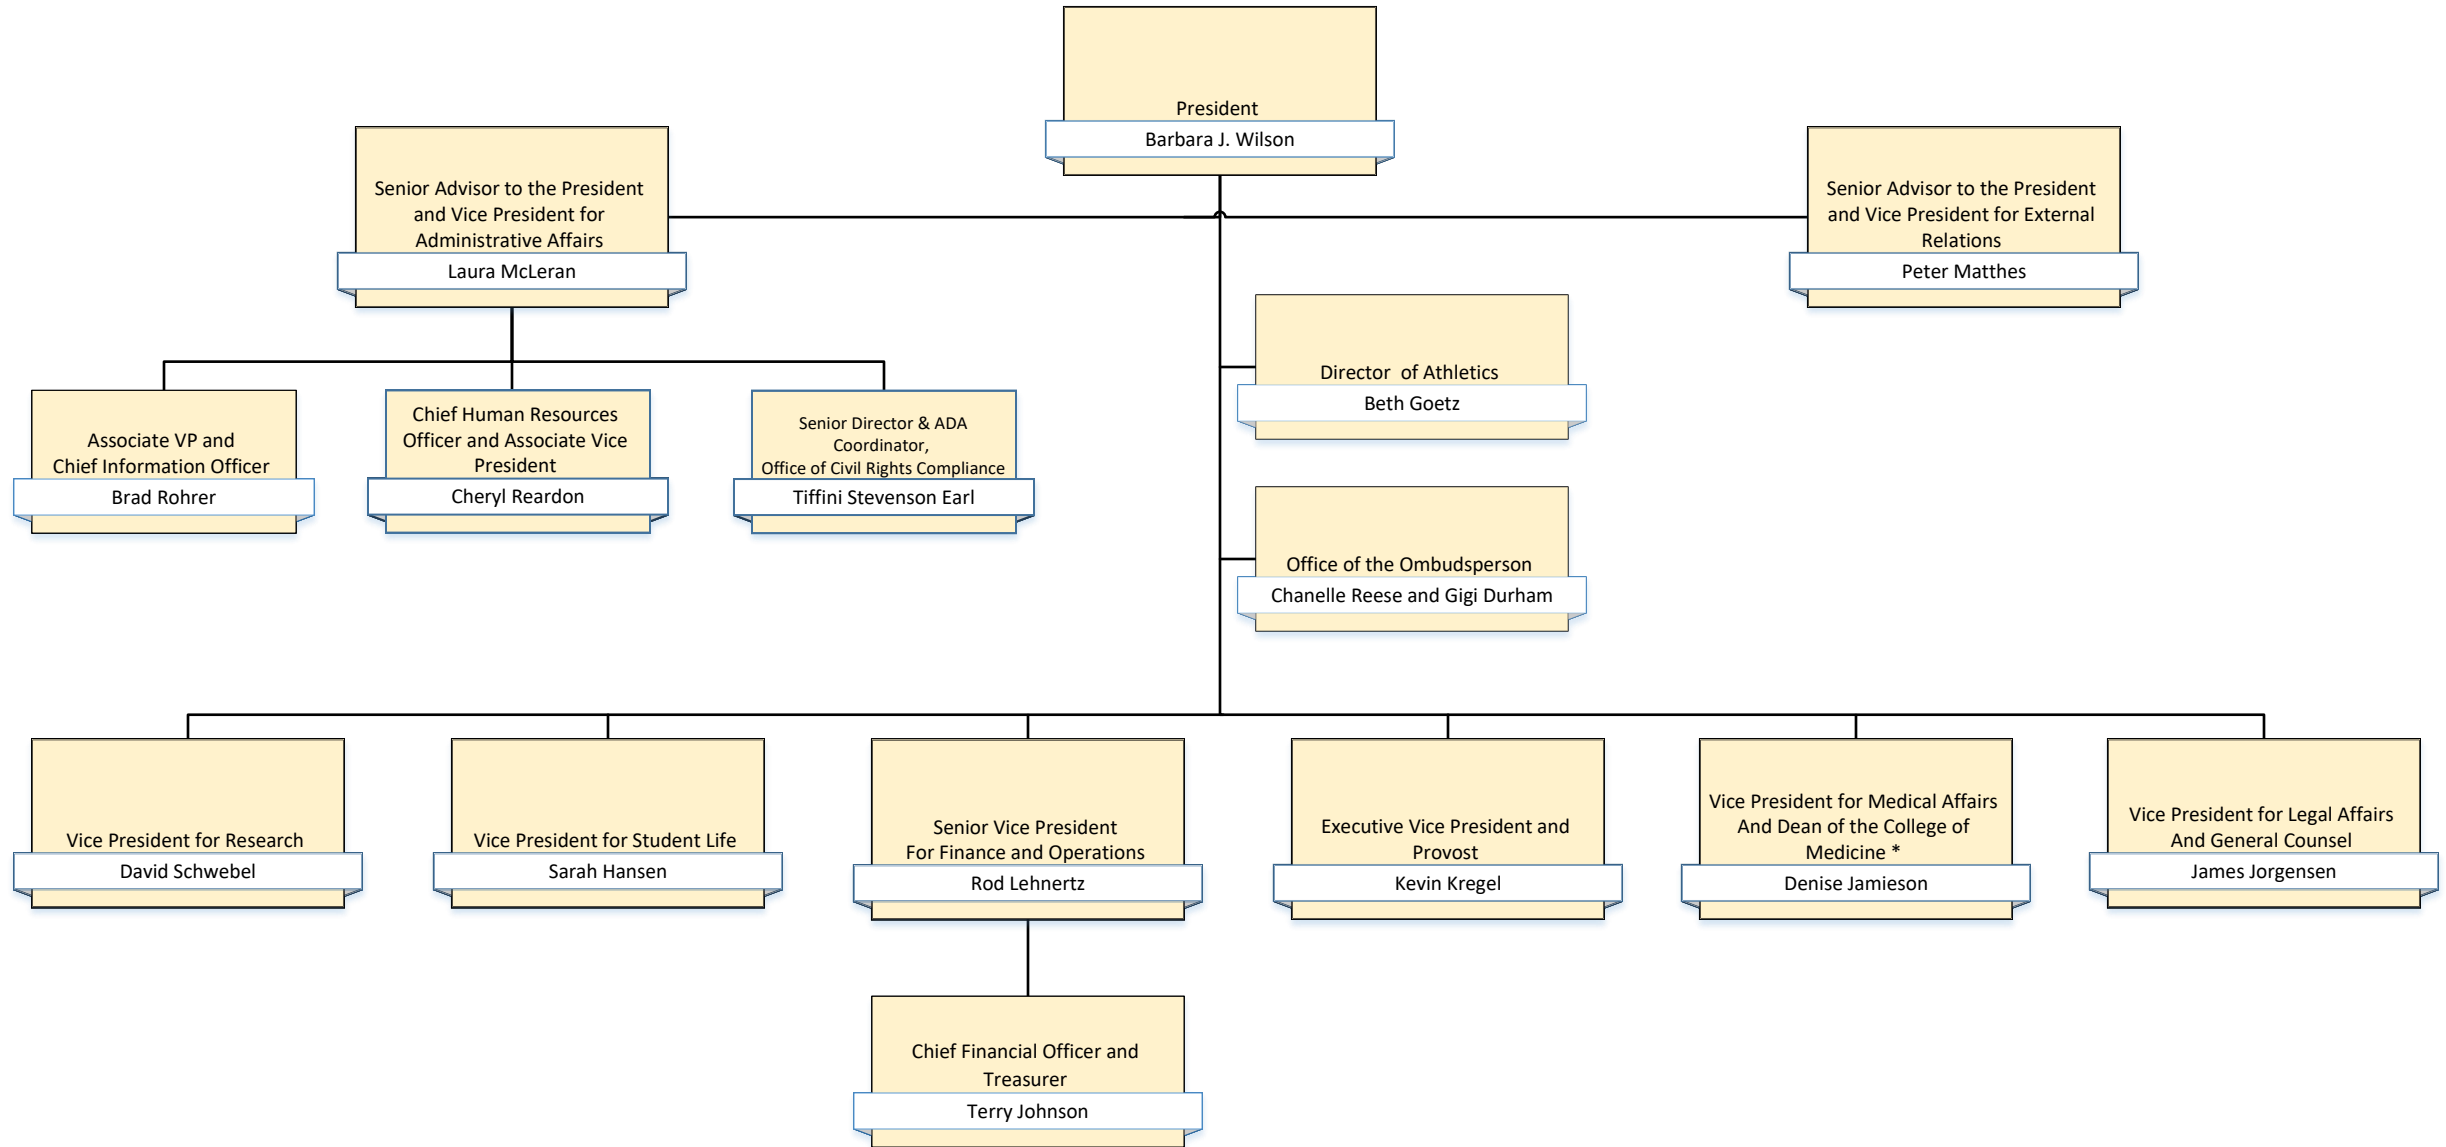 President
Barbara J. Wilson
Senior Advisor to the President
and Vice President for
Administrative Affairs
Laura McLeran
Senior Advisor to the President
and Vice President for External
Relations
Peter Matthes
Director  of Athletics
Beth Goetz
Associate VP and
Chief Information Officer
Brad Rohrer
Chief Human Resources
Officer and Associate Vice
President
Cheryl Reardon
Senior Director & ADA
Coordinator,
Office of Civil Rights Compliance
Tiffini Stevenson Earl
Office of the Ombudsperson
Chanelle Reese and Gigi Durham
Vice President for Research
David Schwebel
Vice President for Student Life
Sarah Hansen
Senior Vice President
For Finance and Operations
Rod Lehnertz
Executive Vice President and
Provost
Kevin Kregel
Vice President for Medical Affairs
And Dean of the College of
Medicine *
Denise Jamieson
Vice President for Legal Affairs
And General Counsel
James Jorgensen
Chief Financial Officer and
Treasurer
Terry Johnson